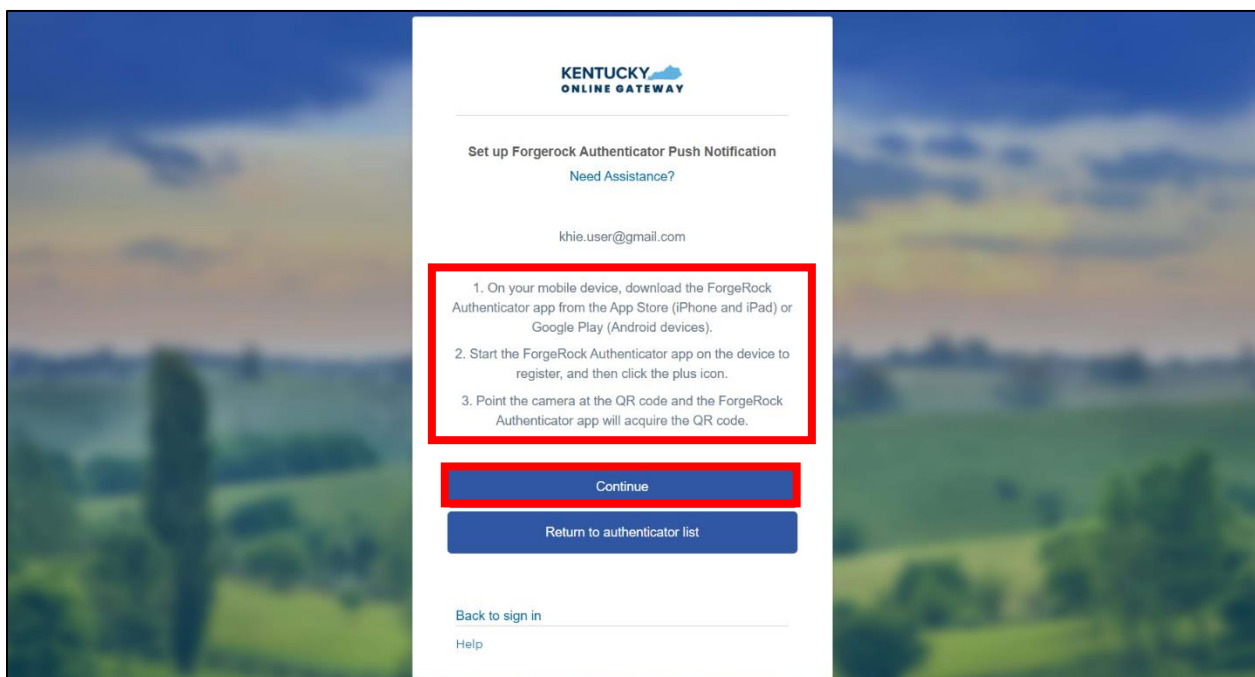 KENTUCKY
ONLINE GATEWAY
Set up Forgerock Authenticator Push Notification
Need Assistance?
khie.user@gmail.com
1. On your mobile device, download the ForgeRock
Authenticator app from the App Store (iPhone and iPad) or
Google Play (Android devices).
2. Start the ForgeRock Authenticator app on the device to
register, and then click the plus icon.
3. Point the camera at the QR code and the ForgeRock
Authenticator app will acquire the QR code.
Continue
Return to authenticator list
Back to sign in
Help